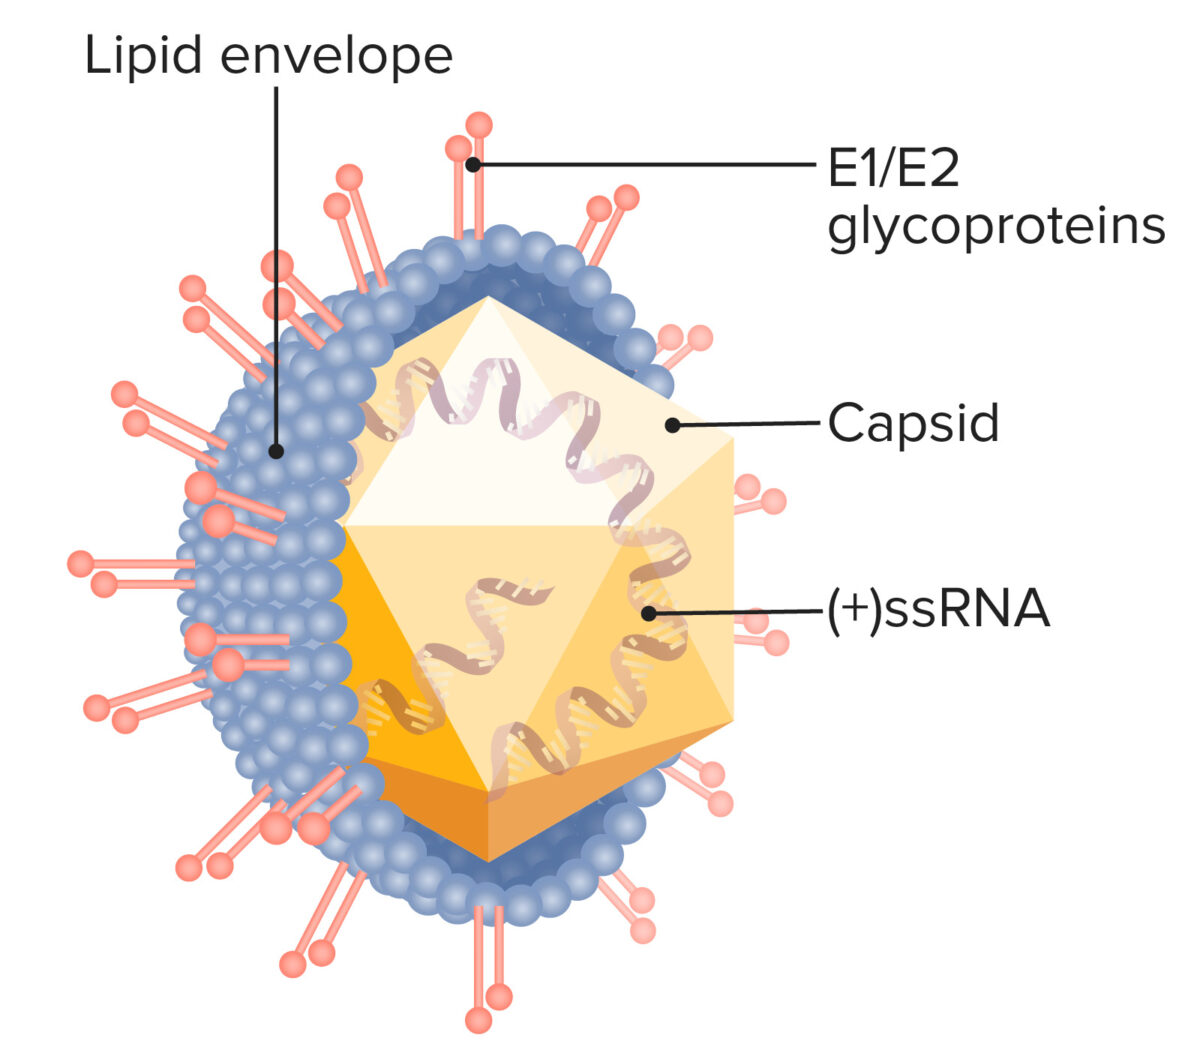 Lipid envelope
E1/E2
glycoproteins
Capsid
(+)ssRNA